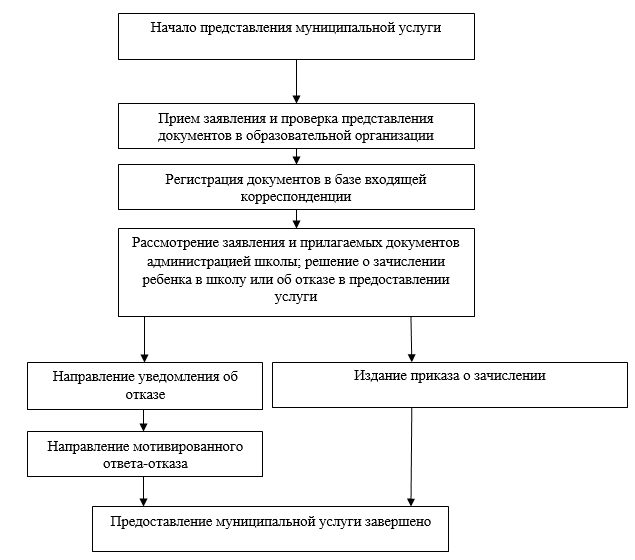 Начало представления муниципальной услуги
Прием заявления и проверка представления
документов в образовательной организации
Регистрация документов в базе входящей
корреспонденции
Рассмотрение заявления и прилагаемых документов
администрацией школы; решение о зачислении
ребенка в школу или об отказе в предоставлении
услуги
Направление уведомления об
отказе
Издание приказа о зачислении
Направление мотивированного
ответа-отказа
Предоставление муниципальной услуги завершено